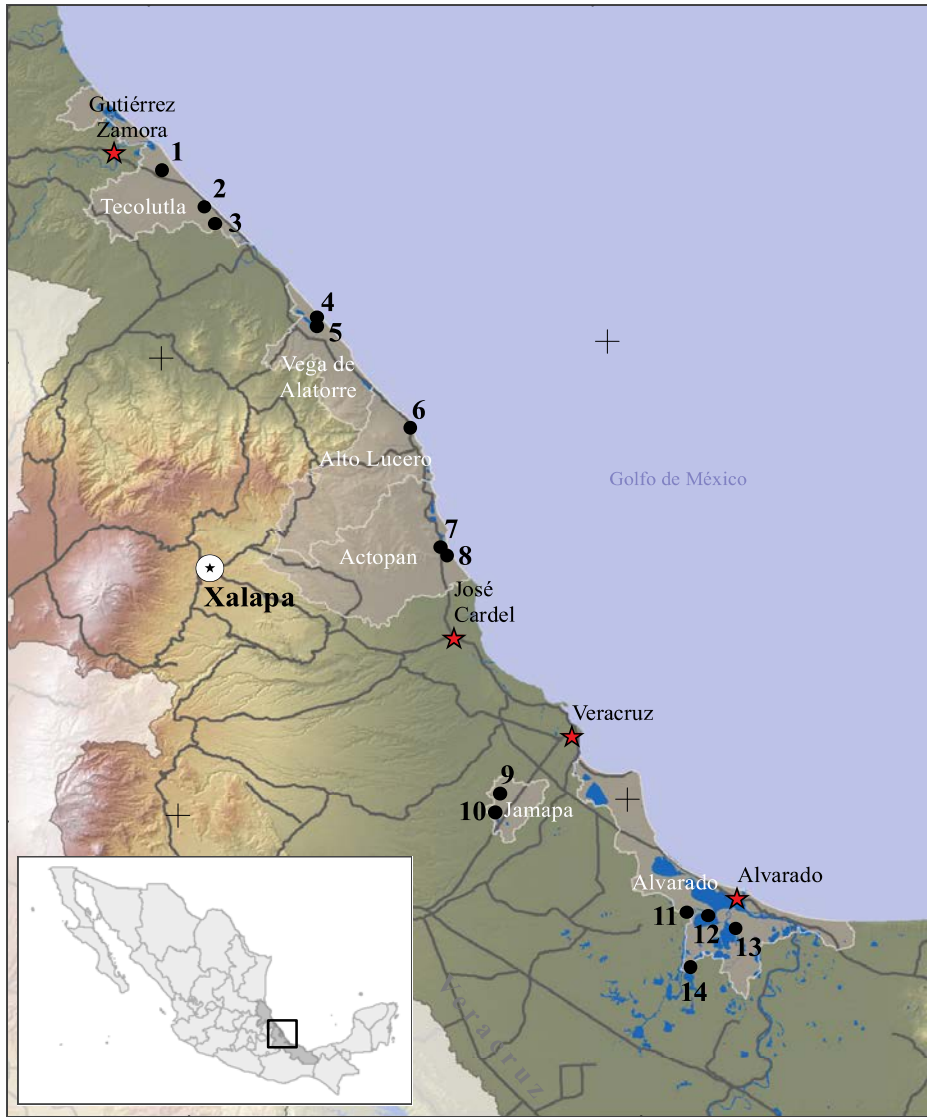 Gutiérrez
Zamora
1
2
Tecolutla
3
4
5
Vega de
Alatorre
6
Alto Lucero
Golfo de México
7
Actopan
8
José
Cardel
Xalapa
Veracruz
9
10
Jamapa
Alvarado
Alvarado
11
12
13
14
Veracruz